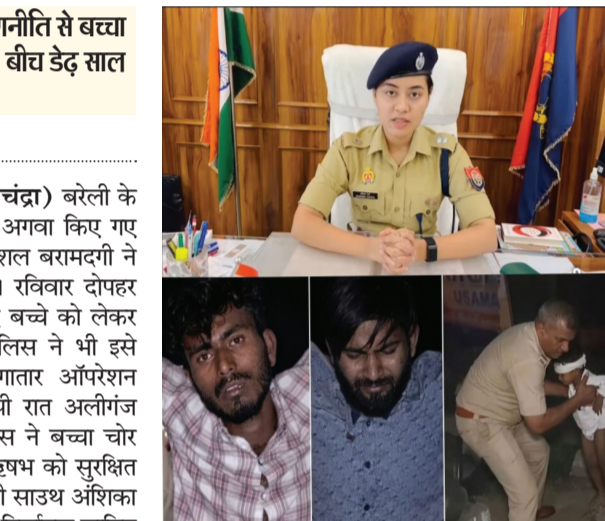 नीति से बच्चा
बीच डेढ़ साल
चंद्रा) बरेली के
अगवा किए गए
शल बरामदगी ने
रविवार दोपहर
बच्चे को लेकर
लिस ने भी इसे
गातार ऑपरेशन
रात अलीगंज
स ने बच्चा चोर
षभ को सुरक्षित
साउथ अंशिका